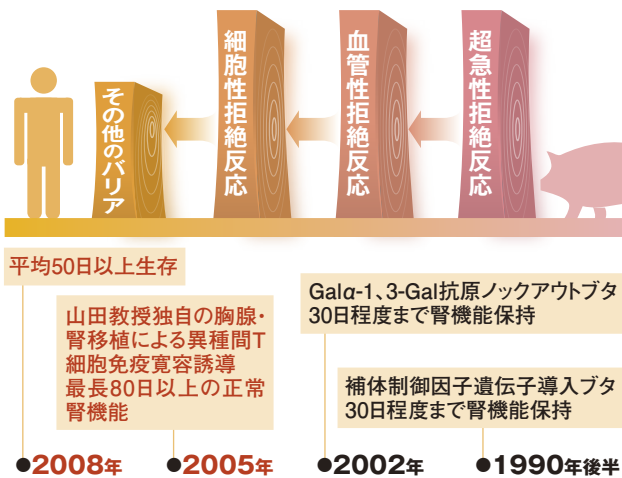 その他のバリア
細胞性拒絶反応
血管性拒絶反応
超急性拒絶反応
平均50日以上生存
山田教授独自の胸腺・
腎移植による異種間T
細胞免疫寛容誘導
最長80日以上の正常
腎機能
Galα-1、3-Gal抗原ノックアウトブタ
30日程度まで腎機能保持
補体制御因子遺伝子導入ブタ
30日程度まで腎機能保持
●2008年
●2005年
●2002年
●1990年後半